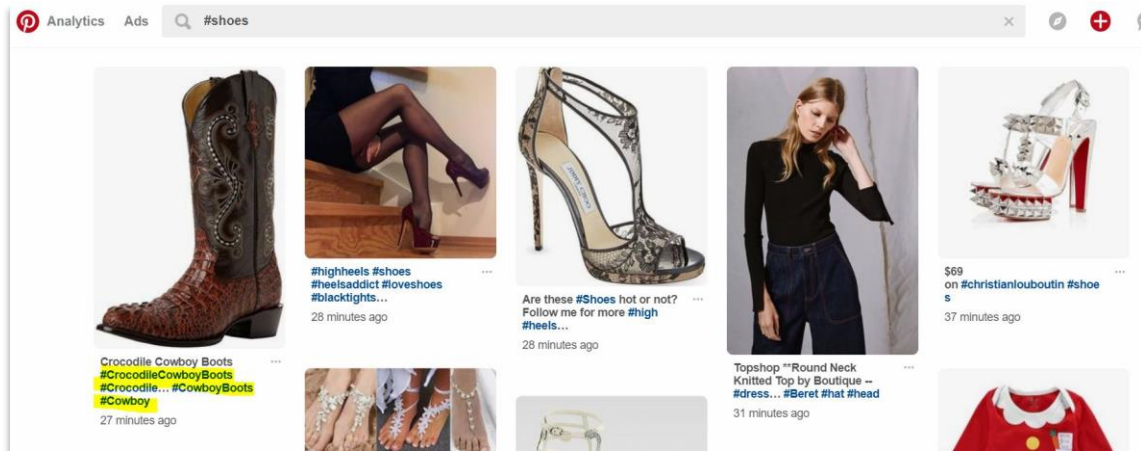 Analytics Ads #shoes
Crocodile Cowboy Boots
#CrocodileCowboyBoots
#Crocodile... #CowboyBoots
#Cowboy
27 minutes ago
#highheels #shoes
#heelsaddict #loveshoes
#blacktights...
28 minutes ago
JIMMY CHOO
Are these #Shoes hot or not?
Follow me for more #high
#heels...
28 minutes ago
Topshop **Round Neck
Knitted Top by Boutique --
#dress... #Beret #hat #head
31 minutes ago
$69
on #christianlouboutin #shoe
s
37 minutes ago